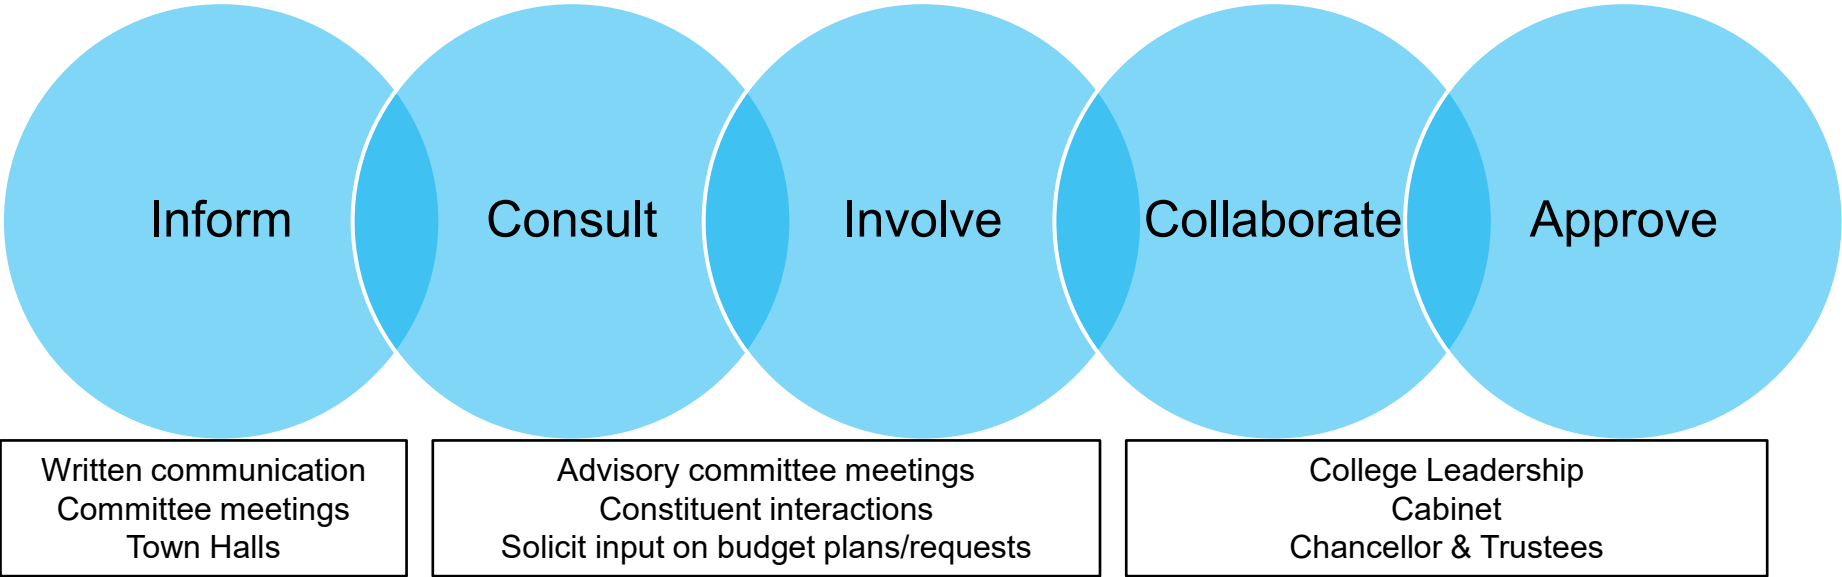 Inform
Consult
Involve
Collaborate
Approve
Written communication
Committee meetings
Town Halls
Advisory committee meetings
Constituent interactions
Solicit input on budget plans/requests
College Leadership
Cabinet
Chancellor & Trustees